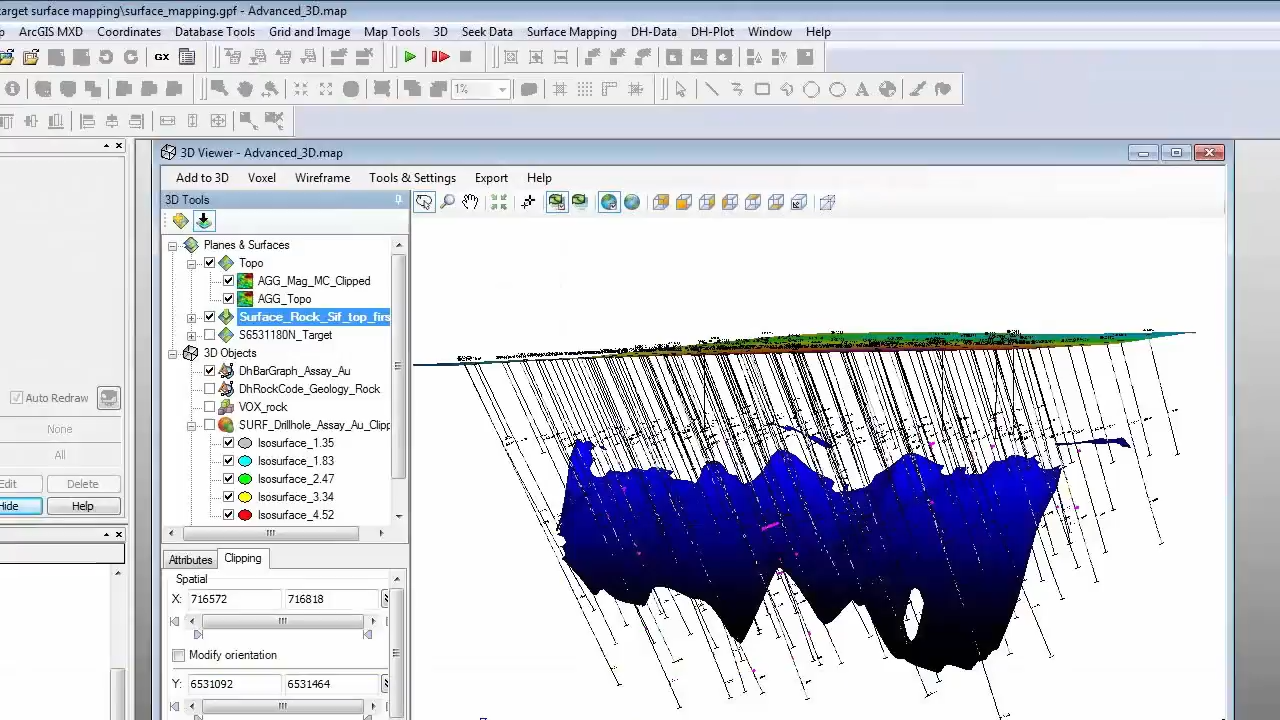 target surface mapping\surface_mapping.gpf - Advanced_3D.map
ArcGIS MXD Coordinates Database Tools Grid and Image Map Tools 3D Seek Data Surface Mapping DH-Data DH-Plot Window Help
GX
1%
A
3D Viewer - Advanced_3D.map
Add to 3D Voxel Wireframe Tools & Settings Export Help
3D Tools
Planes & Surfaces
Topo
AGG_Mag_MC_Clipped
AGG_Topo
Surface_Rock_Sif_top_firs
S6531180N_Target
3D Objects
DhBarGraph_Assay_Au
DhRockCode_Geology_Rock
VOX_rock
SURF_Drillhole_Assay_Au_Clipp
Isosurface_1.35
Isosurface_1.83
Isosurface_2.47
Isosurface_3.34
Isosurface_4.52
Auto Redraw
None
All
Edit Delete
Hide Help
Attributes Clipping
Spatial
X: 716572 716818
Modify orientation
Y: 6531092 6531464